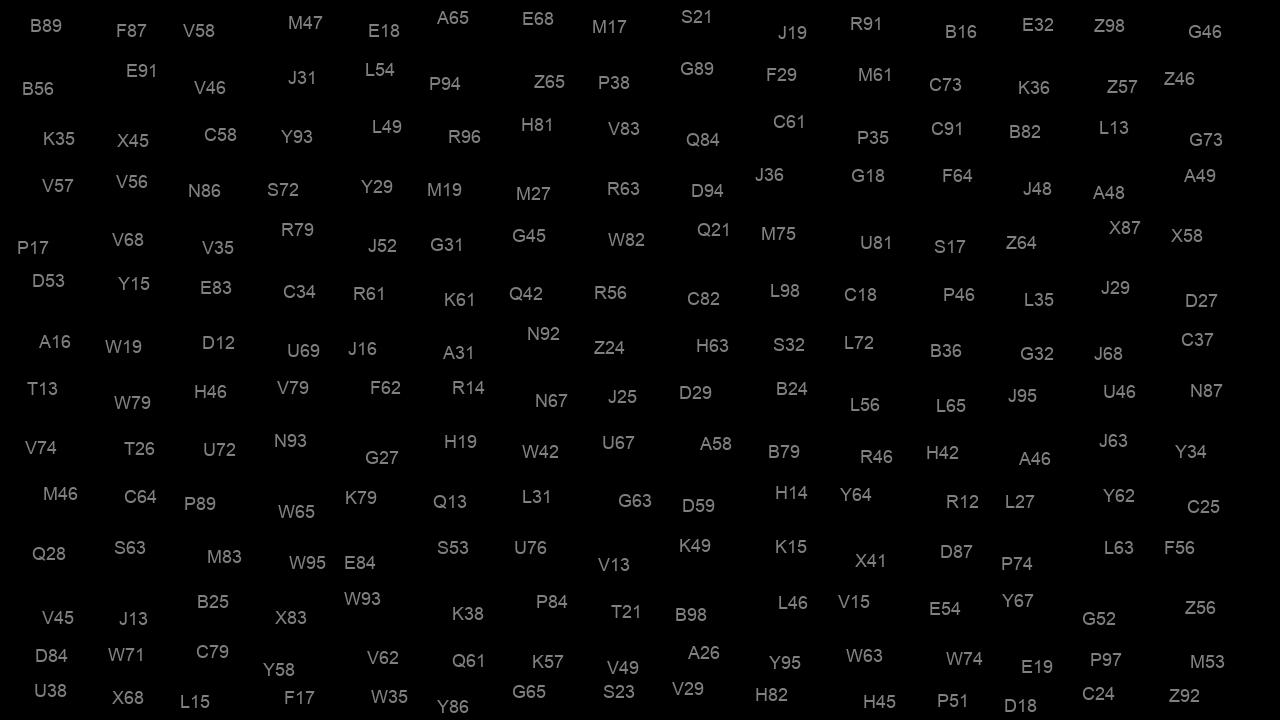 B89 F87 V58 M47 E18 A65 E68 M17 S21 J19 R91 B16 E32 Z98 G46
B56 E91 V46 J31 L54 P94 Z65 P38 G89 F29 M61 C73 K36 Z57 Z46
K35 X45 C58 Y93 L49 R96 H81 V83 Q84 C61 P35 C91 B82 L13 G73
V57 V56 N86 S72 Y29 M19 M27 R63 D94 J36 G18 F64 J48 A48 A49
P17 V68 V35 R79 J52 G31 G45 W82 Q21 M75 U81 S17 Z64 X87 X58
D53 Y15 E83 C34 R61 K61 Q42 R56 C82 L98 C18 P46 L35 J29 D27
A16 W19 D12 U69 J16 A31 N92 Z24 H63 S32 L72 B36 G32 J68 C37
T13 W79 H46 V79 F62 R14 N67 J25 D29 B24 L56 L65 J95 U46 N87
V74 T26 U72 N93 G27 H19 W42 U67 A58 B79 R46 H42 A46 J63 Y34
M46 C64 P89 W65 K79 Q13 L31 G63 D59 H14 Y64 R12 L27 Y62 C25
Q28 S63 M83 W95 E84 S53 U76 V13 K49 K15 X41 D87 P74 L63 F56
V45 J13 B25 X83 W93 K38 P84 T21 B98 L46 V15 E54 Y67 G52 Z56
D84 W71 C79 Y58 V62 Q61 K57 V49 A26 Y95 W63 W74 E19 P97 M53
U38 X68 L15 F17 W35 Y86 G65 S23 V29 H82 H45 P51 D18 C24 Z92